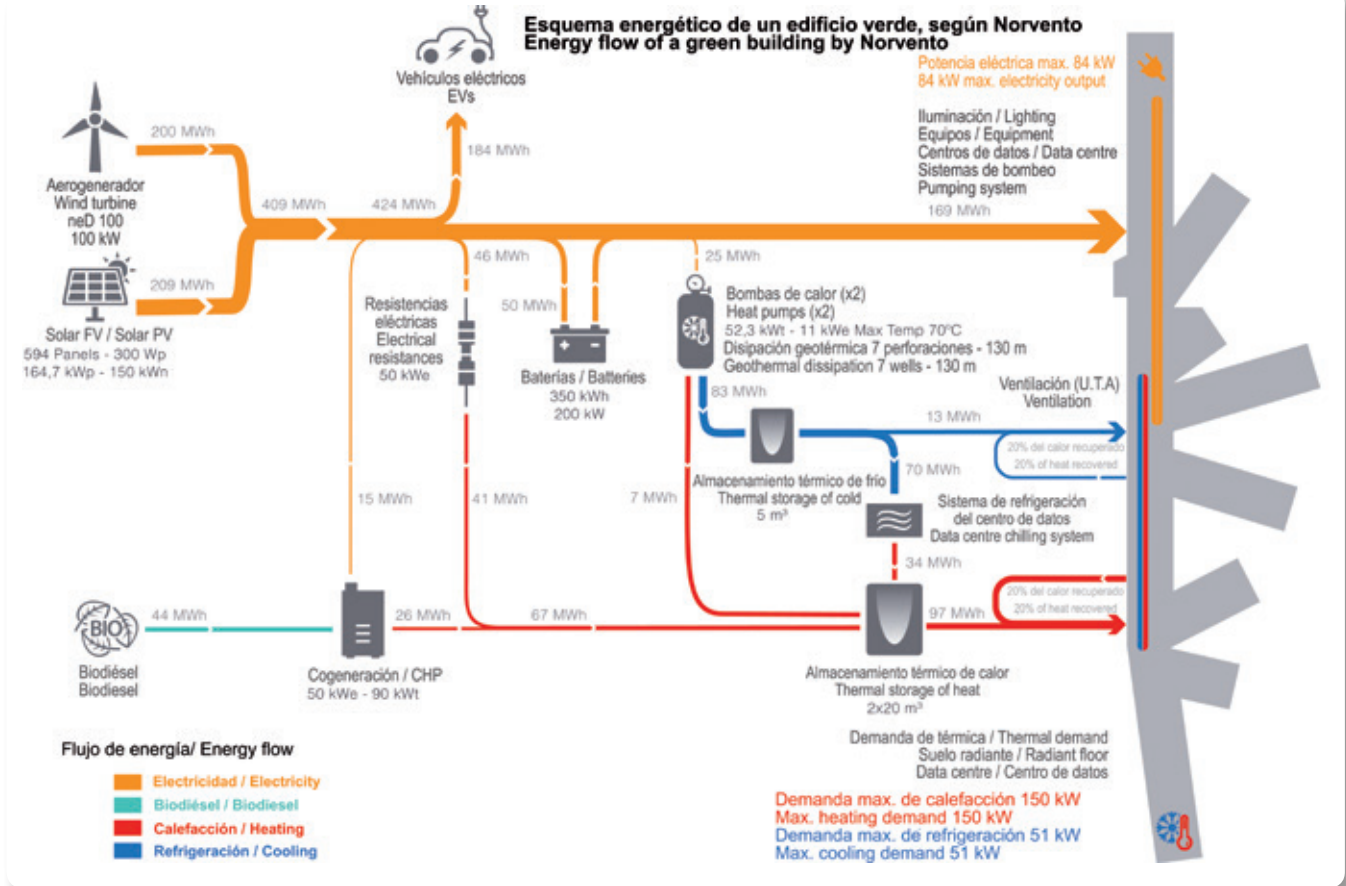 Esquema energético de un edificio verde, según Norvento
Energy flow of a green building by Norvento
Vehículos eléctricos
EVs
Potencia eléctrica max. 84 kW
84 kW max. electricity output
Iluminación / Lighting
Equipos / Equipment
Centros de datos / Data centre
Sistemas de bombeo
Pumping system
169 MWh
200 MWh
184 MWh
Aerogenerador
Wind turbine
neD 100
100 kW
409 MWh
424 MWh
209 MWh
Solar FV / Solar PV
594 Panels - 300 Wp
164,7 kWp - 150 kWn
46 MWh
Resistencias
eléctricas
Electrical
resistances
50 kWe
50 MWh
Baterías / Batteries
350 kWh
200 kW
25 MWh
Bombas de calor (x2)
Heat pumps (x2)
52,3 kWt - 11 kWe Max Temp 70ºC
Disipación geotérmica 7 perforaciones - 130 m
Geothermal dissipation 7 wells - 130 m
83 MWh
Ventilación (U.T.A)
Ventilation
13 MWh
20% del calor recuperado
20% of heat recovered
Almacenamiento térmico de frío
Thermal storage of cold
5 m³
70 MWh
Sistema de refrigeración
del centro de datos
Data centre chilling system
15 MWh
41 MWh
7 MWh
34 MWh
20% del calor recuperado
20% of heat recovered
BIO
44 MWh
Biodiésel
Biodiesel
26 MWh
67 MWh
97 MWh
Cogeneración / CHP
50 kWe - 90 kWt
Almacenamiento térmico de calor
Thermal storage of heat
2x20 m³
Demanda de térmica / Thermal demand
Suelo radiante / Radiant floor
Data centre / Centro de datos
Demanda max. de calefacción 150 kW
Max. heating demand 150 kW
Demanda max. de refrigeración 51 kW
Max. cooling demand 51 kW
Flujo de energía/ Energy flow
Electricidad / Electricity
Biodiésel / Biodiesel
Calefacción / Heating
Refrigeración / Cooling